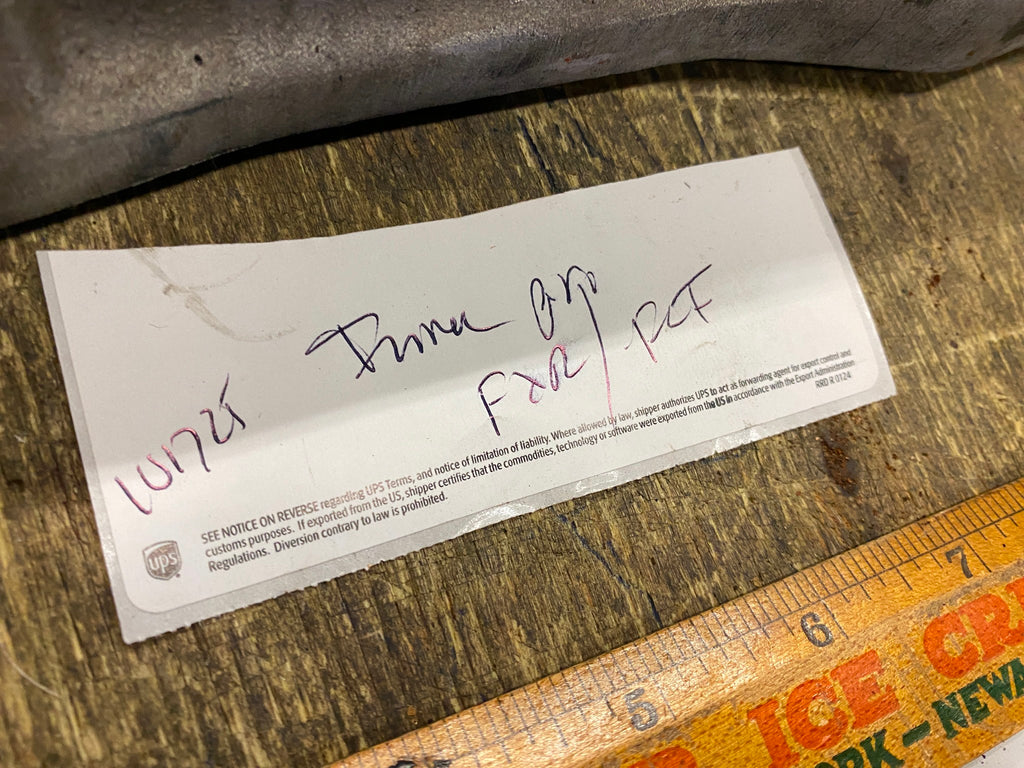 FXR/ PCF
SEE NOTICE ON REVERSE regarding UPS Terms, and notice of limitation of liability. Where allowed by law, shipper authorizes UPS to act as forwarding agent for export control and
customs purposes. If exported from the US, shipper certifies that the commodities, technology or software were exported from the US in accordance with the Export Administration
Regulations. Diversion contrary to law is prohibited.
RRD R 0124
ups
5 6 7
ICE CR
RK - NEWA